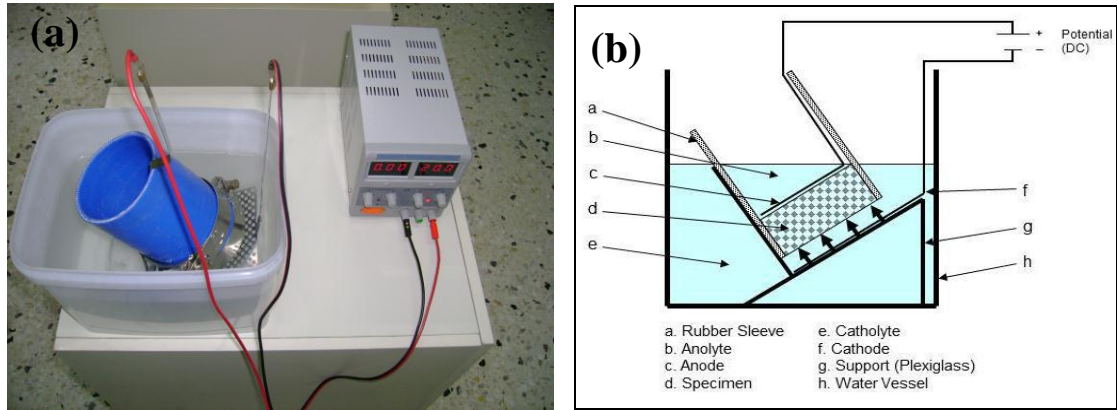 (a)
0.00 20.0
(b)
+ Potential
– (DC)
a
b
c
d
e
f
g
h
a. Rubber Sleeve e. Catholyte
b. Anolyte f. Cathode
c. Anode g. Support (Plexiglass)
d. Specimen h. Water Vessel